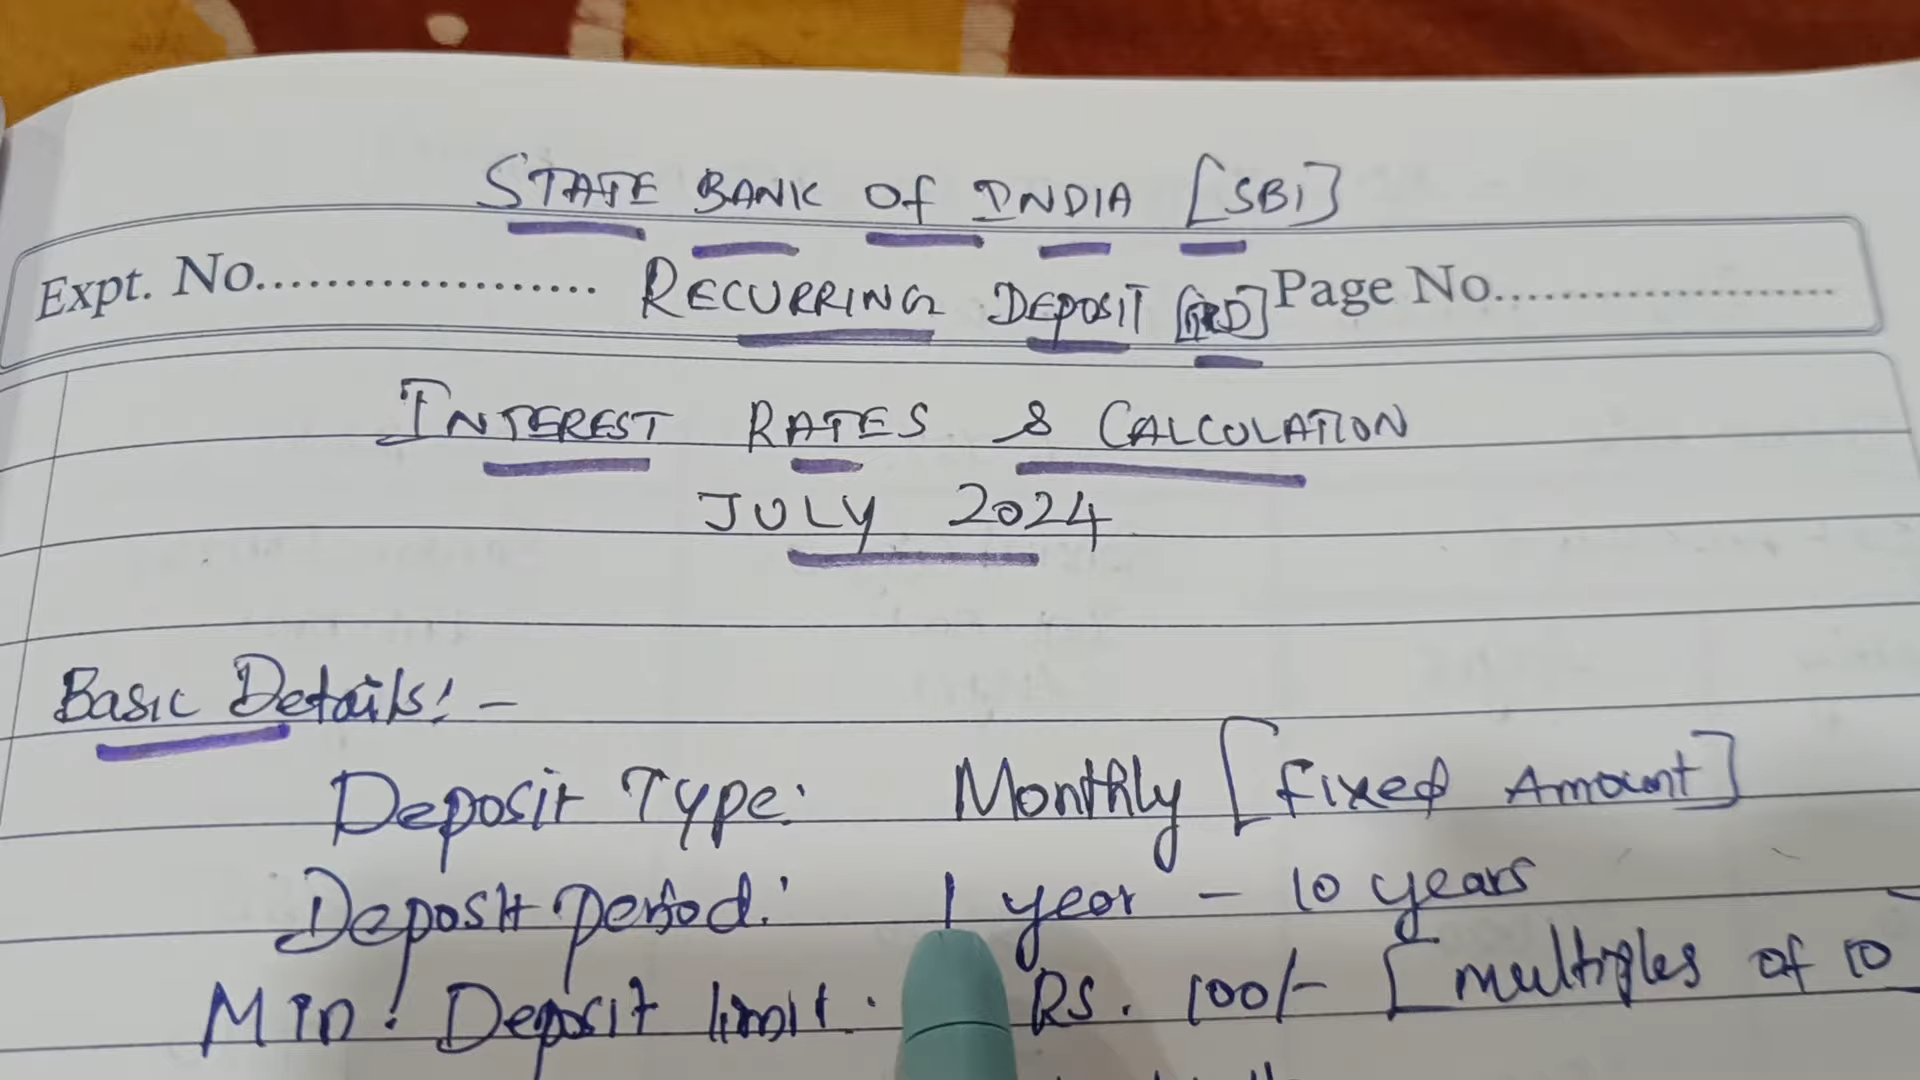 STATE BANK Of INDIA [SBI]
Expt. No.................... RECURRING DEPOSIT [RD] Page No........................
INTEREST RATES & CALCULATION
JULY 2024
Basic Details:-
Deposit Type: Monthly [Fixed Amount]
Deposit period: 1 year - 10 years
Min. Deposit limit: Rs. 100/- [multiples of 10